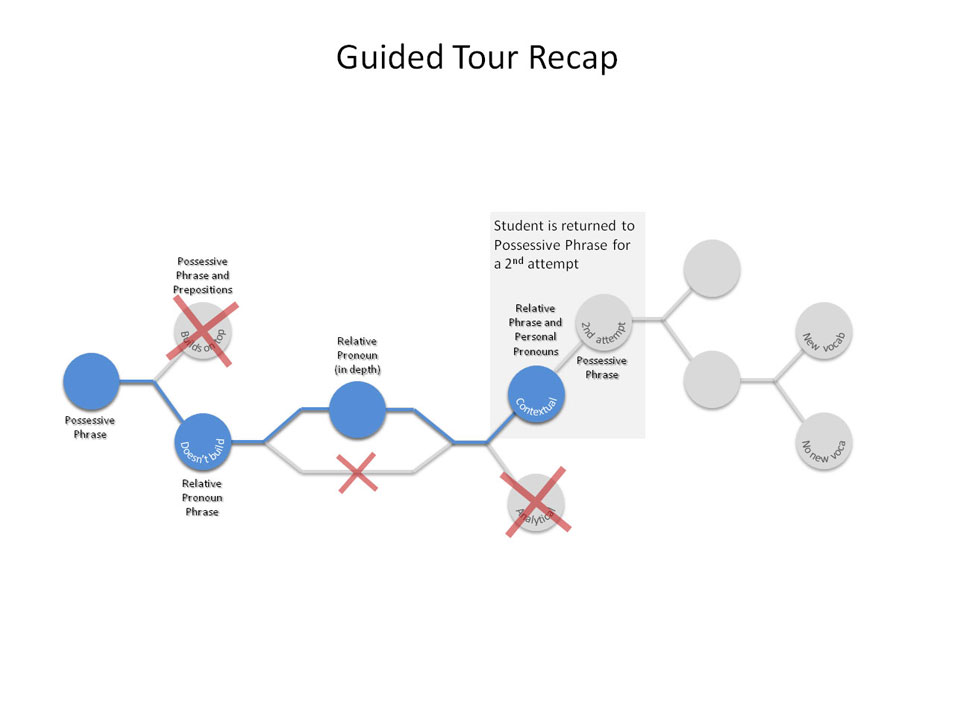 Guided Tour Recap
Student is returned to
Possessive Phrase for
a 2nd attempt
Possessive
Phrase and
Prepositions
Builds on top
Possessive
Phrase
Doesn't build
Relative
Pronoun
Phrase
Relative
Pronoun
(in depth)
Relative
Phrase and
Personal
Pronouns
Contextual
Analytical
2nd attempt
Possessive
Phrase
New vocab
No new voca